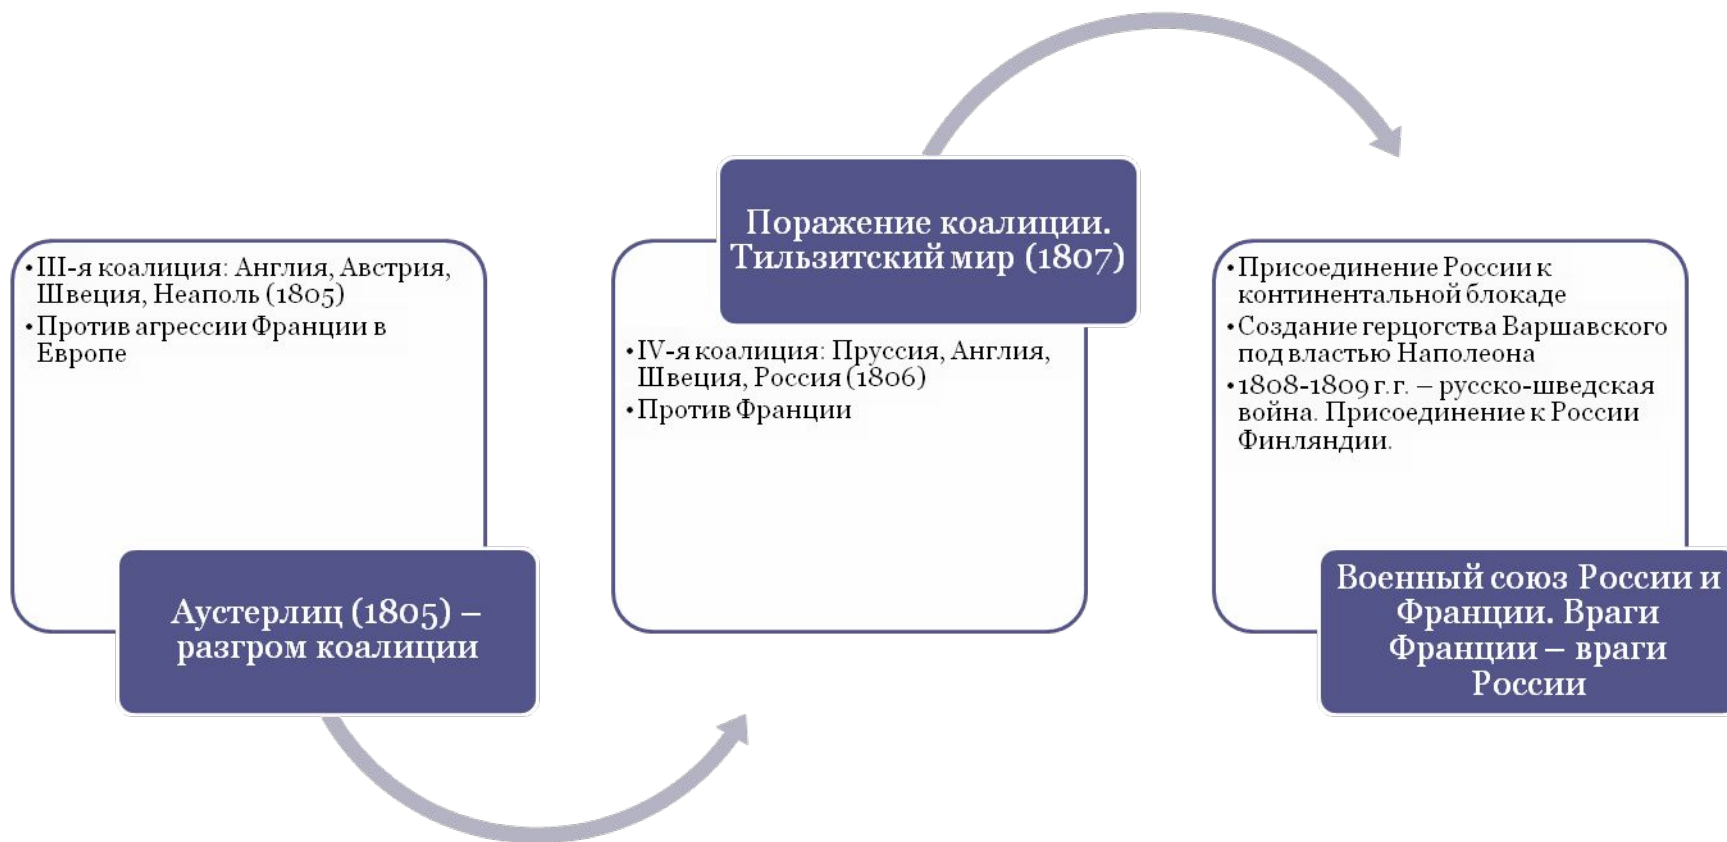 • III-я коалиция: Англия, Австрия,
Швеция, Неаполь (1805)
• Против агрессии Франции в
Европе
Аустерлиц (1805) –
разгром коалиции
Поражение коалиции.
Тильзитский мир (1807)
• IV-я коалиция: Пруссия, Англия,
Швеция, Россия (1806)
• Против Франции
• Присоединение России к
континентальной блокаде
• Создание герцогства Варшавского
под властью Наполеона
• 1808-1809 г.г. – русско-шведская
война. Присоединение к России
Финляндии.
Военный союз России и
Франции. Враги
Франции – враги
России